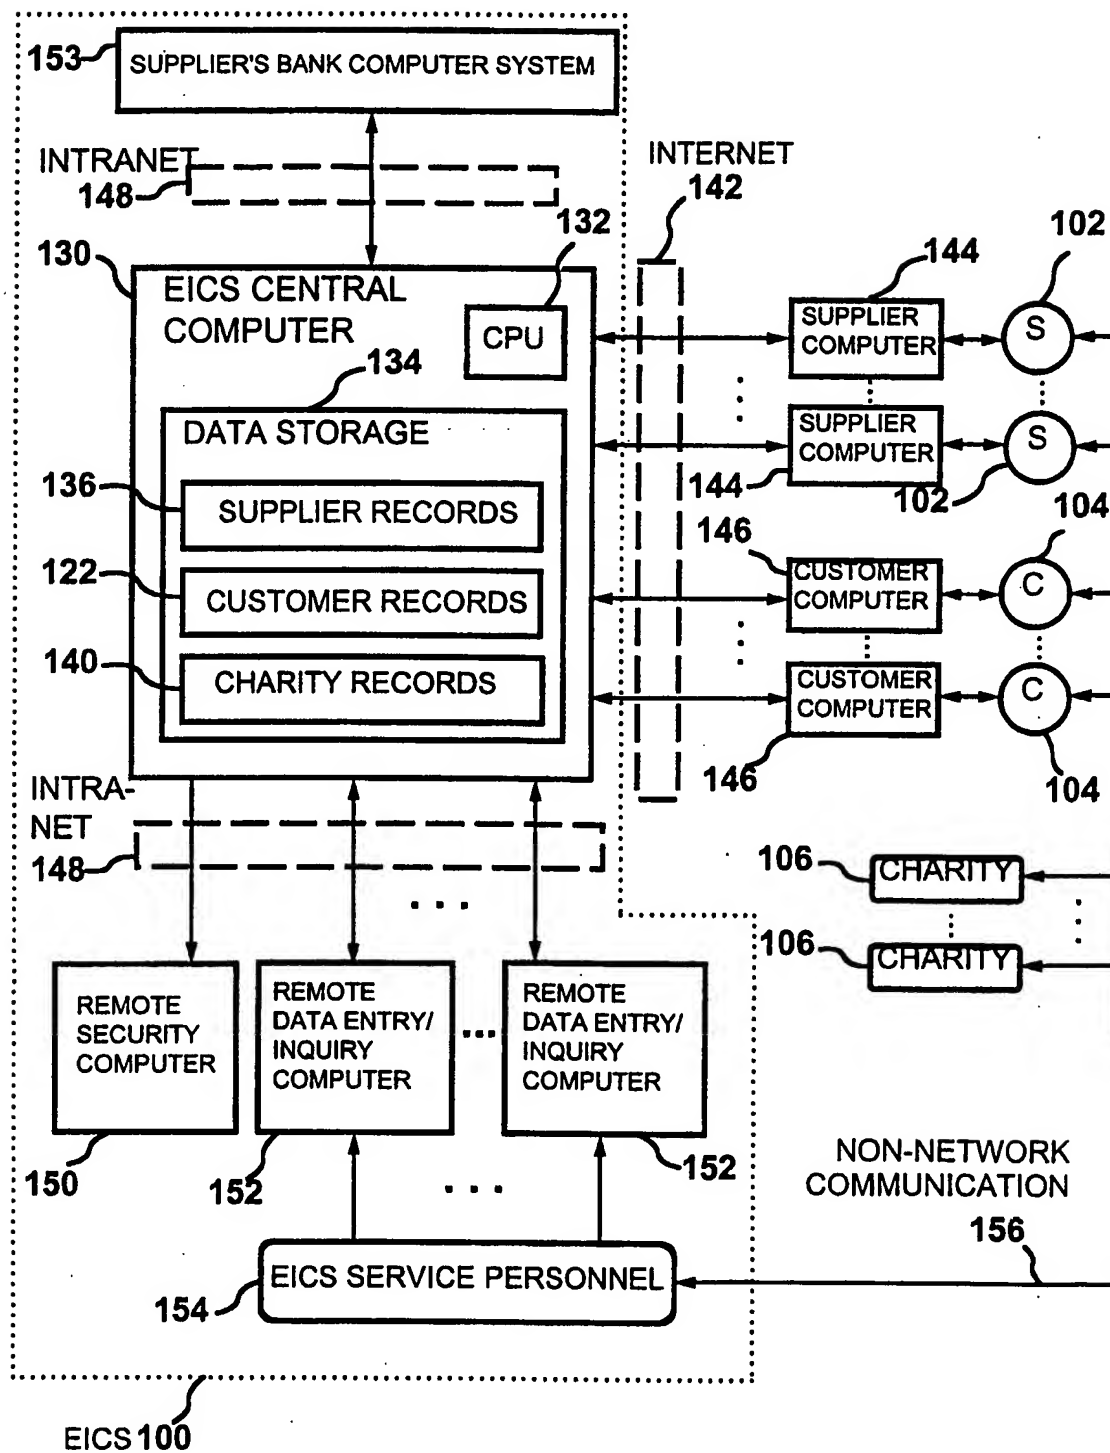 153
SUPPLIER'S BANK COMPUTER SYSTEM
INTRANET
148
INTERNET
142
130
EICS CENTRAL
COMPUTER
132
CPU
134
DATA STORAGE
136
SUPPLIER RECORDS
122
CUSTOMER RECORDS
140
CHARITY RECORDS
144
SUPPLIER
COMPUTER
102
S
SUPPLIER
COMPUTER
144
S
102
146
CUSTOMER
COMPUTER
104
C
CUSTOMER
COMPUTER
146
C
104
INTRA-
NET
148
106
CHARITY
106
CHARITY
REMOTE
SECURITY
COMPUTER
150
REMOTE
DATA ENTRY/
INQUIRY
COMPUTER
152
REMOTE
DATA ENTRY/
INQUIRY
COMPUTER
152
NON-NETWORK
COMMUNICATION
156
EICS SERVICE PERSONNEL
154
EICS 100